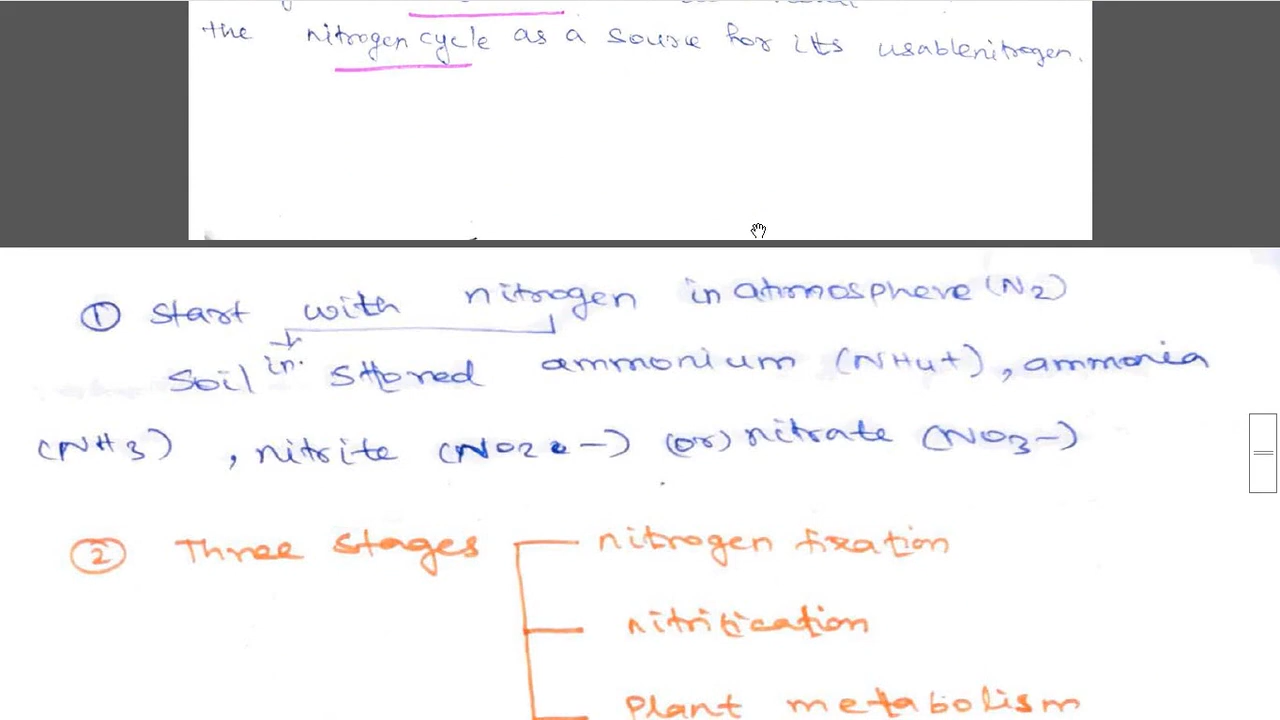 the nitrogen cycle as a source for its usablenitrogen.
① Start with nitrogen in atmosphere (N2)
Soil in. stored ammonium (NH4+), ammonia
(NH3) , nitrite (NO2 -) (or) nitrate (NO3-)
② Three stages
nitrogen fixation
nitrification
Plant metabolism